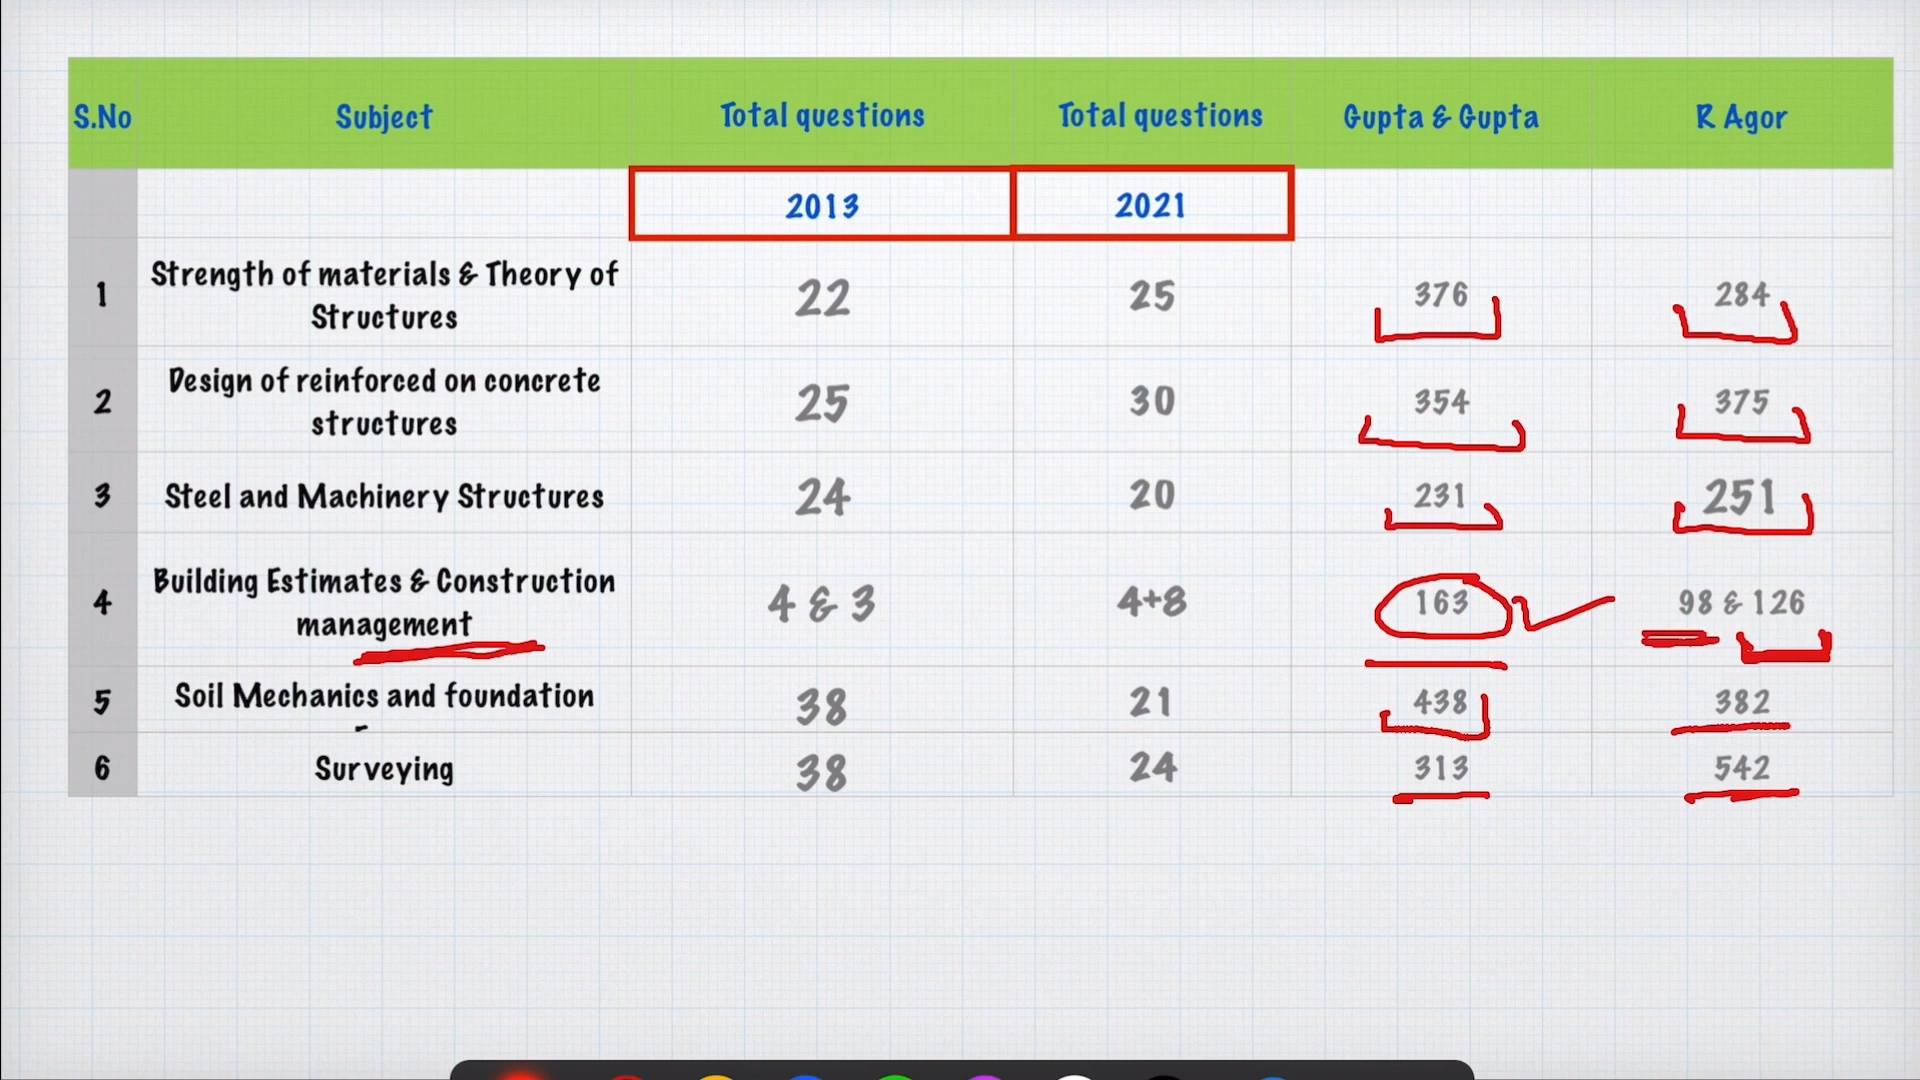 S.No Subject Total questions Total questions Gupta & Gupta R Agor
2013 2021
1 Strength of materials & Theory of Structures 22 25 376 284
2 Design of reinforced on concrete structures 25 30 354 375
3 Steel and Machinery Structures 24 20 231 251
4 Building Estimates & Construction management 4 & 3 4+8 163 98 & 126
5 Soil Mechanics and foundation 38 21 438 382
6 Surveying 38 24 313 542